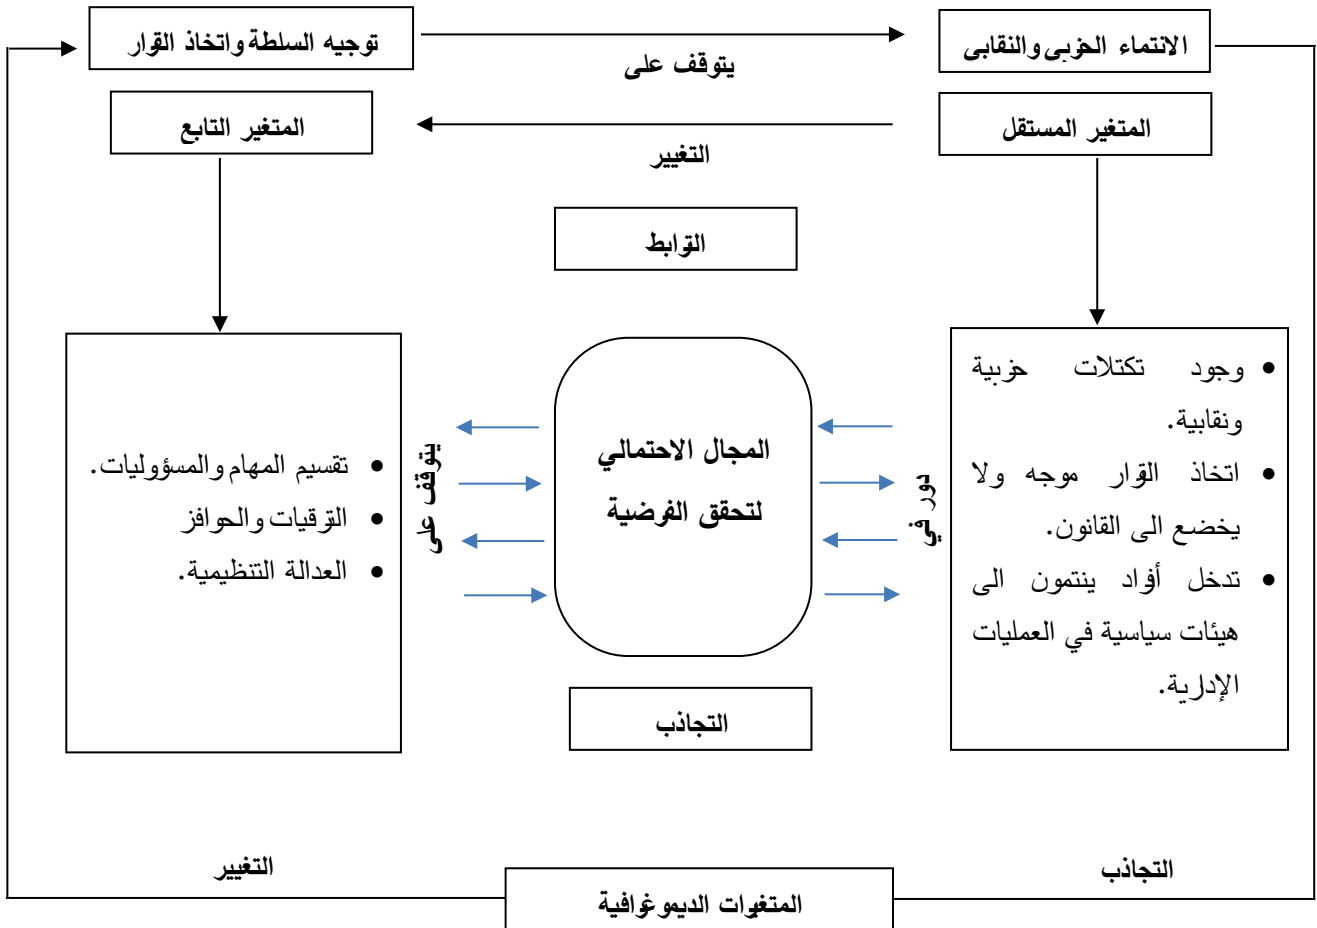 الانتماء الحزبي والنقابي
توجيه السلطة واتخاذ القرار
يتوقف على
المتغير المستقل
المتغير التابع
التغيير
الترابط
• وجود تكتلات حزبية
ونقابية.
• اتخاذ القرار موجه ولا
يخضع الى القانون.
• تدخل أفراد ينتمون الى
هيئات سياسية في العمليات
الإدارية.
دور في
المجال الاحتمالي
لتحقق الفرضية
يتوقف على
• تقسيم المهام والمسؤوليات.
• الترقيات والحوافز
• العدالة التنظيمية.
التجاذب
التجاذب
التغيير
المتغيرات الديموغرافية